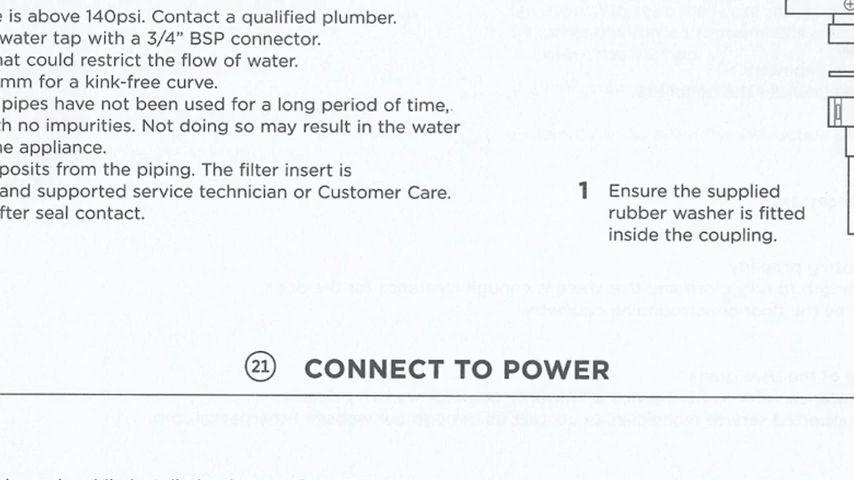 e is above 140psi. Contact a qualified plumber.
water tap with a 3/4” BSP connector.
hat could restrict the flow of water.
mm for a kink-free curve.
pipes have not been used for a long period of time,
th no impurities. Not doing so may result in the water
he appliance.
posits from the piping. The filter insert is
and supported service technician or Customer Care.
fter seal contact.
1 Ensure the supplied
rubber washer is fitted
inside the coupling.
21 CONNECT TO POWER